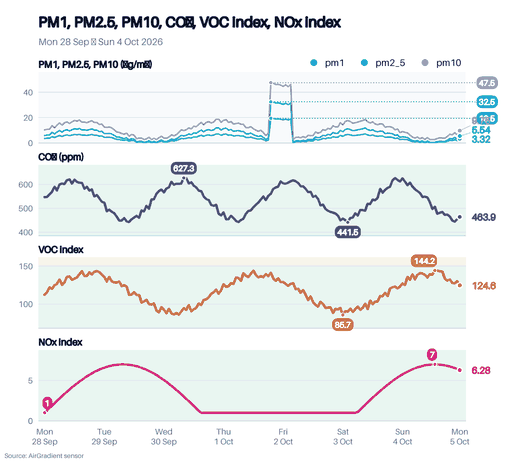 PM1, PM2.5, PM10, CO▯, VOC Index, NOx Index
Mon 28 Sep ▯ Sun 4 Oct 2026
PM1, PM2.5, PM10 (▯g/m▯)
pm1 pm2_5 pm10
47.5
40
32.5
20
5.54
3.32
0
CO▯ (ppm)
627.3
600
500
463.9
441.5
400
VOC Index
144.2
150
124.6
100
86.7
NOx Index
7
6.28
5
1
0
Mon Tue Wed Thu Fri Sat Sun Mon
28 Sep 29 Sep 30 Sep 1 Oct 2 Oct 3 Oct 4 Oct 5 Oct
Source: AirGradient sensor